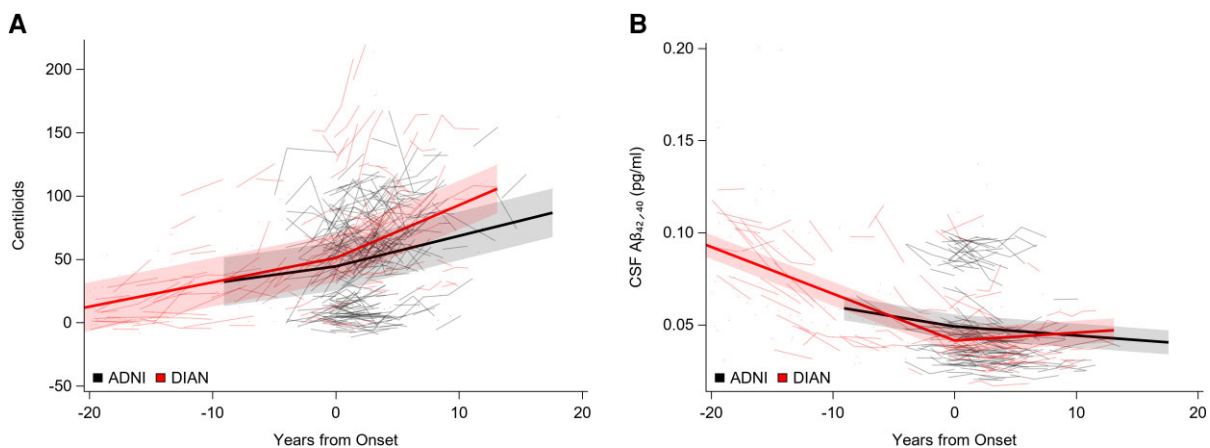 A
200
150
100
50
0
-50
Centiloids
ADNI DIAN
-20 -10 0 10 20
Years from Onset
B
0.20
0.15
0.10
0.05
CSF Aβ42/40 (pg/ml)
ADNI DIAN
-20 -10 0 10 20
Years from Onset